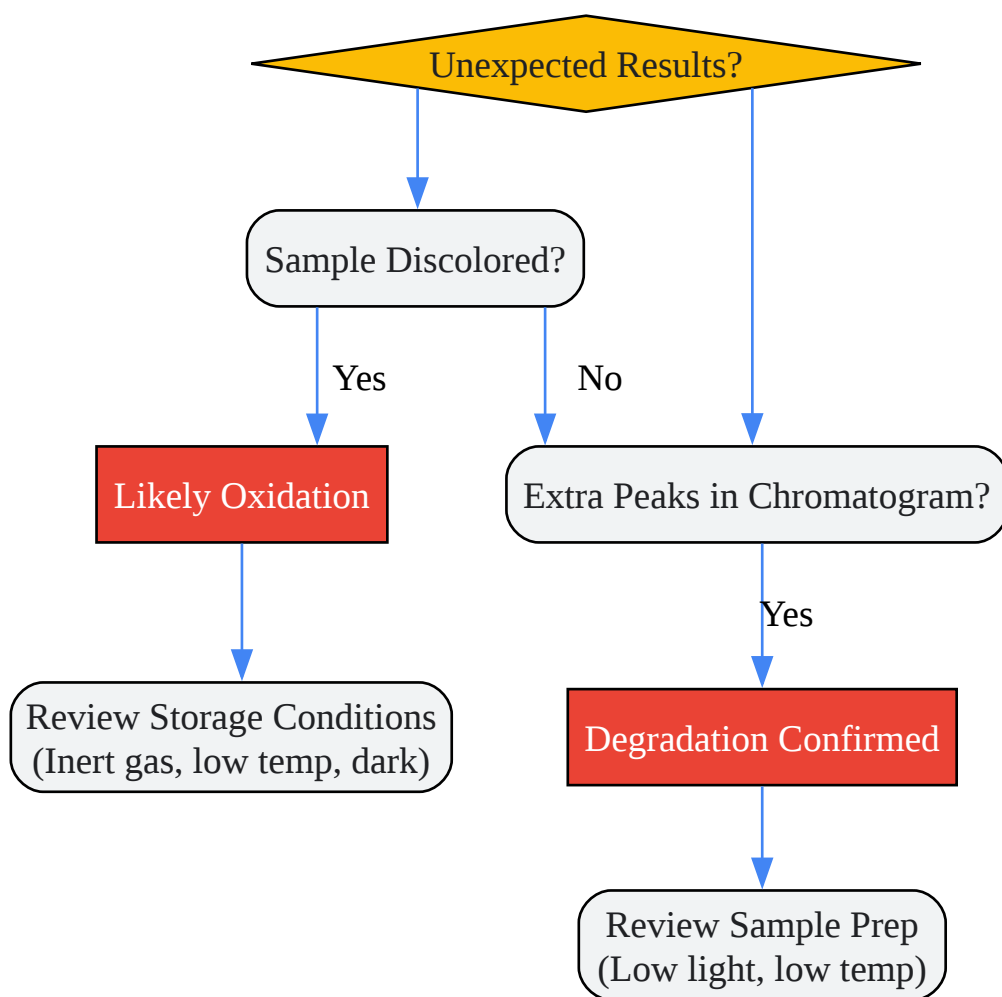 Unexpected Results?
Sample Discolored?
Yes
No
Likely Oxidation
Extra Peaks in Chromatogram?
Yes
Review Storage Conditions
(Inert gas, low temp, dark)
Degradation Confirmed
Review Sample Prep
(Low light, low temp)